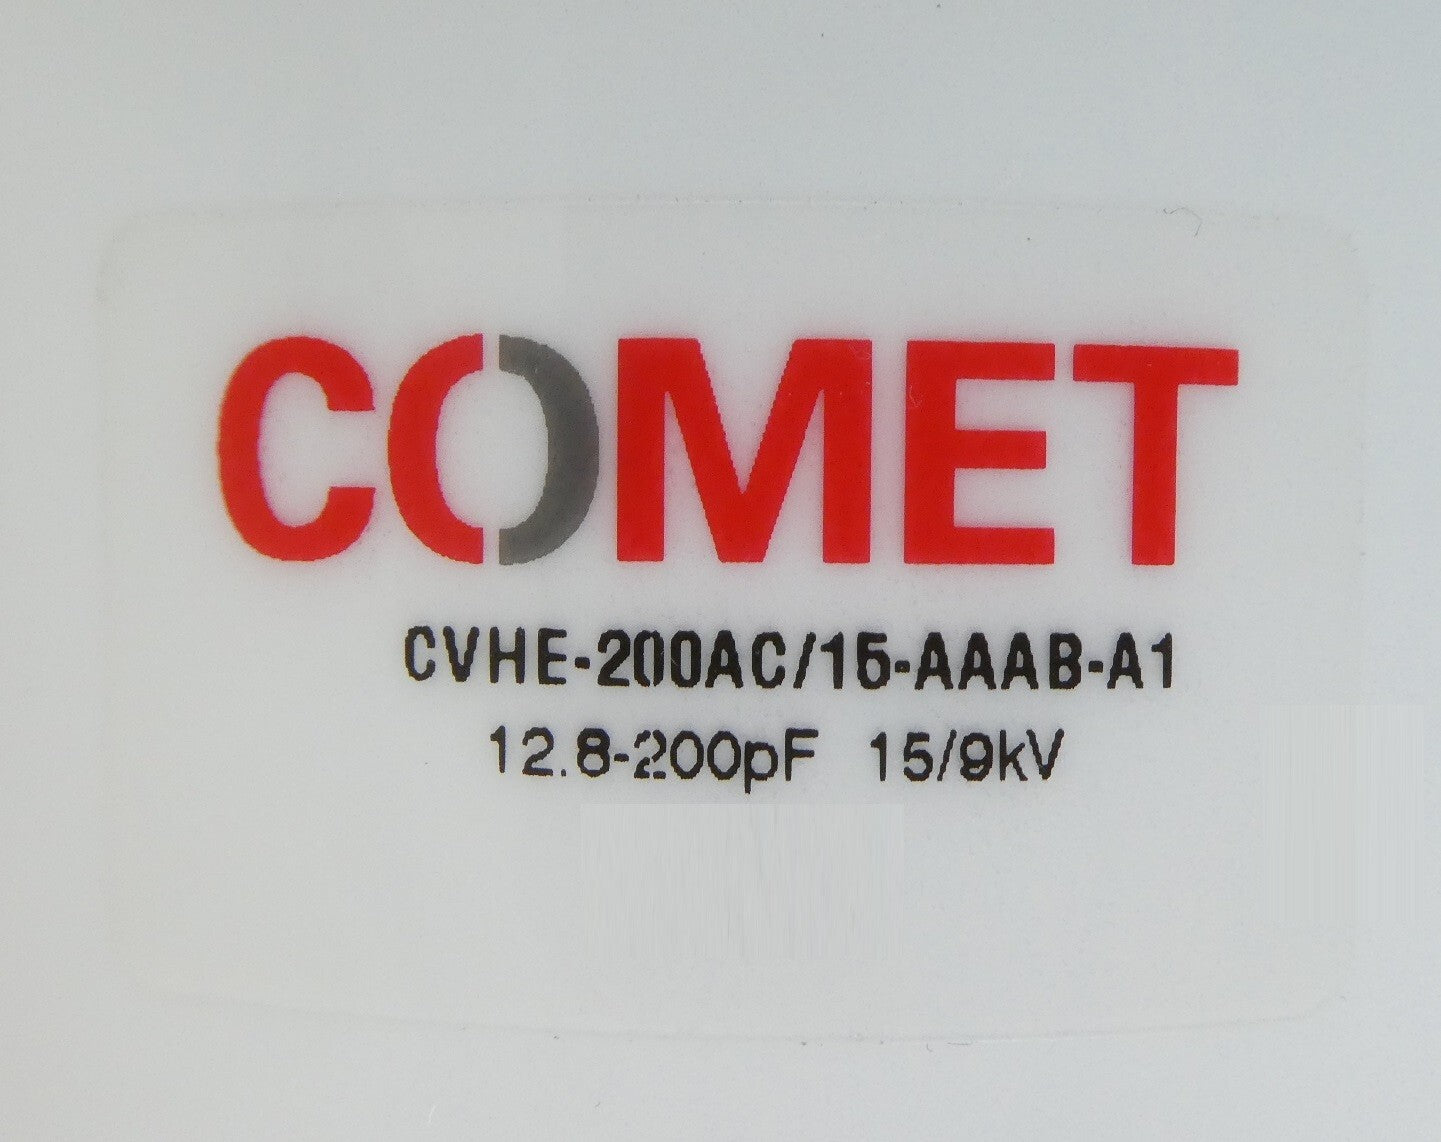 COMET
CVHE-200AC/15-AAAB-A1
12.8-200pF 15/9kV